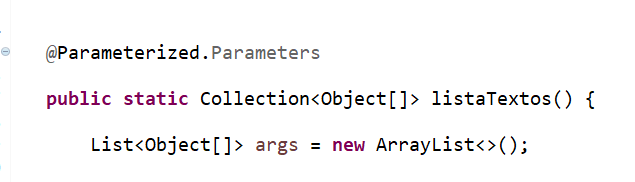 @Parameterized.Parameters
public static Collection<Object[]> listaTextos() {
List<Object[]> args = new ArrayList<>();